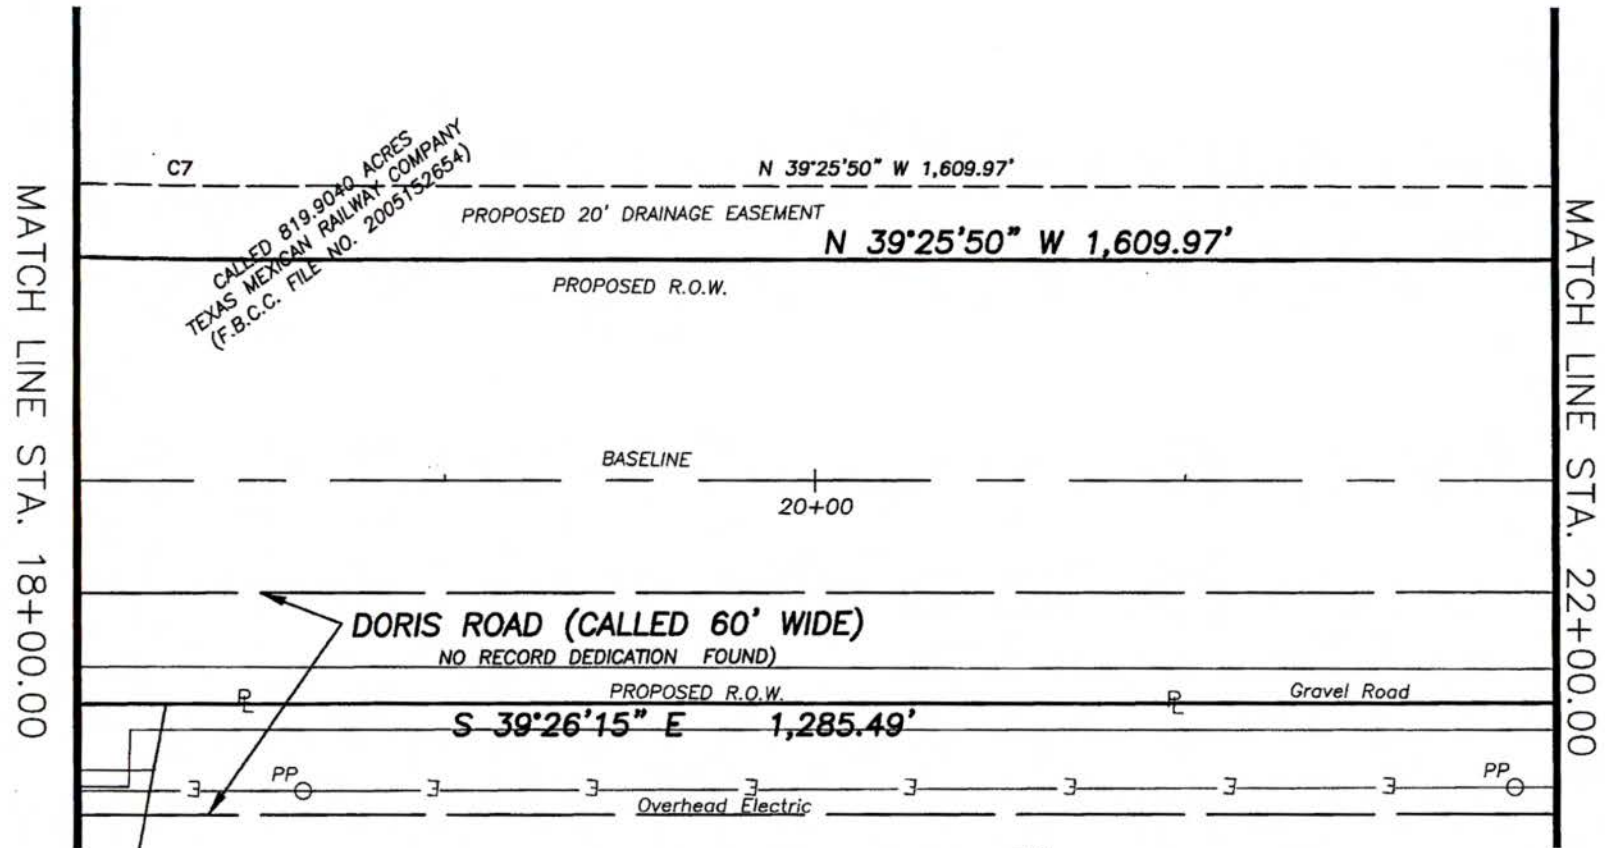 MATCH LINE STA. 18+00.00
C7
CALLED 819.9040 ACRES
TEXAS MEXICAN RAILWAY COMPANY
(F.B.C.C. FILE NO. 2005152654)
N 39°25'50" W 1,609.97'
PROPOSED 20' DRAINAGE EASEMENT
N 39°25'50" W 1,609.97'
PROPOSED R.O.W.
BASELINE
20+00
DORIS ROAD (CALLED 60' WIDE)
NO RECORD DEDICATION FOUND)
PROPOSED R.O.W.
Gravel Road
PL
PL
S 39°26'15" E 1,285.49'
PP
PP
E E E E E E E E
Overhead Electric
MATCH LINE STA. 22+00.00